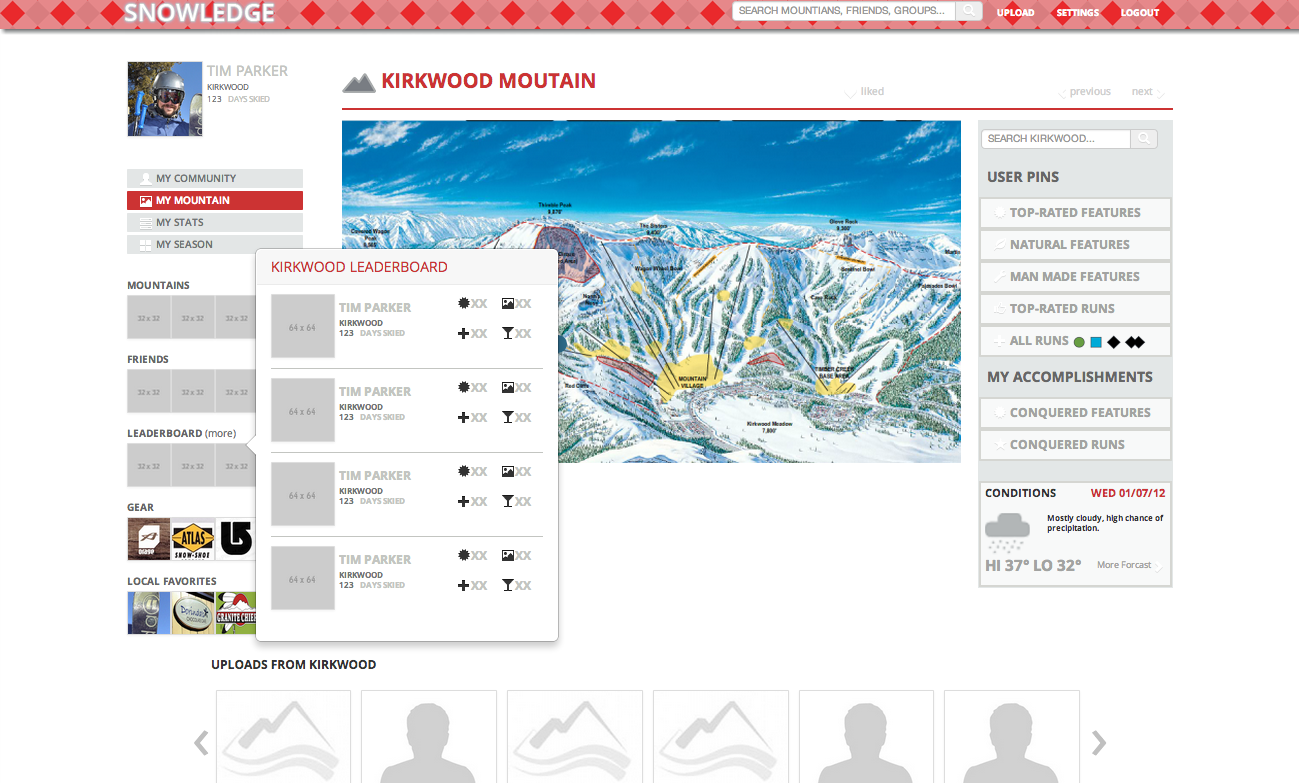 SNOWLEDGE
SEARCH MOUNTIANS, FRIENDS, GROUPS...
UPLOAD
SETTINGS
LOGOUT
TIM PARKER
KIRKWOOD
123 DAYS SKIED
KIRKWOOD MOUTAIN
liked
previous
next
MY COMMUNITY
MY MOUNTAIN
MY STATS
MY SEASON
MOUNTAINS
32 x 32
32 x 32
32 x 32
FRIENDS
32 x 32
32 x 32
32 x 32
LEADERBOARD (more)
32 x 32
32 x 32
32 x 32
GEAR
ATLAS
SNOW-SHOE
LOCAL FAVORITES
GRANITE CHIEF
KIRKWOOD LEADERBOARD
64 x 64
TIM PARKER
KIRKWOOD
123 DAYS SKIED
XX
XX
XX
XX
64 x 64
TIM PARKER
KIRKWOOD
123 DAYS SKIED
XX
XX
XX
XX
64 x 64
TIM PARKER
KIRKWOOD
123 DAYS SKIED
XX
XX
XX
XX
64 x 64
TIM PARKER
KIRKWOOD
123 DAYS SKIED
XX
XX
XX
XX
Thimble Peak
The Sisters
Glove Rock
Wagon Wheel Bowl
Sentinel Bowl
Palisades Bowl
MOUNTAIN
VILLAGE
TIMBER CREEK
BASE AREA
Kirkwood Meadow
7,800'
SEARCH KIRKWOOD...
USER PINS
TOP-RATED FEATURES
NATURAL FEATURES
MAN MADE FEATURES
TOP-RATED RUNS
ALL RUNS
MY ACCOMPLISHMENTS
CONQUERED FEATURES
CONQUERED RUNS
CONDITIONS
WED 01/07/12
Mostly cloudy, high chance of
precipitation.
HI 37° LO 32°
More Forcast
UPLOADS FROM KIRKWOOD